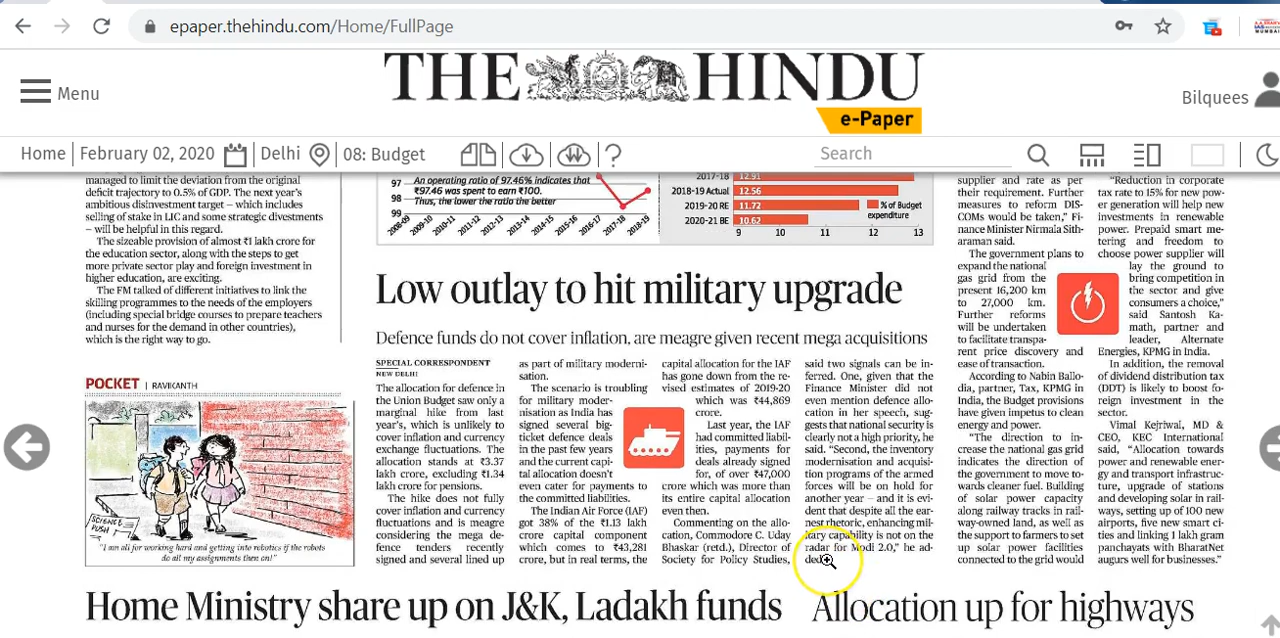 epaper.thehindu.com/Home/FullPage
THE HINDU
e-Paper
Menu
Bilquees
Home
February 02, 2020
Delhi
08: Budget
?
Search
managed to limit the deviation from the original
deficit trajectory to 0.5% of GDP. The next year's
ambitious disinvestment target – which includes
selling of stake in LIC and some strategic divestments
– will be helpful in this regard.
The sizeable provision of almost ₹1 lakh crore for
the education sector, along with the steps to get
more private sector play and foreign investment in
higher education, are exciting.
The FM talked of different initiatives to link the
skilling programmes to the needs of the employers
(including special bridge courses to prepare teachers
and nurses for the demand in other countries),
which is the right way to go.
POCKET | RAVIKANTH
SCIENCE
PUSH
"I am all for working hard and getting into robotics if the robots
do all my assignments then on!"
97
98
99
An operating ratio of 97.46% indicates that
₹97.46 was spent to earn ₹100.
Thus, the lower the ratio the better
2008-09
2009-10
2010-11
2011-12
2012-13
2013-14
2014-15
2015-16
2016-17
2017-18
2018-19
2017-18 12.91
2018-19 Actual 12.56
2019-20 RE 11.72
2020-21 BE 10.62
% of Budget
expenditure
9 10 11 12 13
Low outlay to hit military upgrade
Defence funds do not cover inflation, are meagre given recent mega acquisitions
SPECIAL CORRESPONDENT
NEW DELHI
The allocation for defence in
the Union Budget saw only a
marginal hike from last
year's, which is unlikely to
cover inflation and currency
exchange fluctuations. The
allocation stands at ₹3.37
lakh crore, excluding ₹1.34
lakh crore for pensions.
The hike does not fully
cover inflation and currency
fluctuations and is meagre
considering the mega de-
fence tenders recently
signed and several lined up
as part of military moderni-
sation.
The scenario is troubling
for military moder-
nisation as India has
signed several big-
ticket defence deals
in the past few years
and the current capi-
tal allocation doesn't
even cater for payments to
the committed liabilities.
The Indian Air Force (IAF)
got 38% of the ₹1.13 lakh
crore capital component
which comes to ₹43,281
crore, but in real terms, the
capital allocation for the IAF
has gone down from the re-
vised estimates of 2019-20
which was ₹44,869
crore.
Last year, the IAF
had committed liabil-
ities, payments for
deals already signed
for, of over ₹47,000
crore which was more than
its entire capital allocation
even then.
Commenting on the allo-
cation, Commodore C. Uday
Bhaskar (retd.), Director of
Society for Policy Studies,
said two signals can be in-
ferred. One, given that the
Finance Minister did not
even mention defence allo-
cation in her speech, sug-
gests that national security is
clearly not a high priority, he
said. "Second, the inventory
modernisation and acquisi-
tion programs of the armed
forces will be on hold for
another year – and it is evi-
dent that despite all the ear-
nest rhetoric, enhancing mil-
itary capability is not on the
radar for Modi 2.0," he ad-
ded.
supplier and rate as per
their requirement. Further
measures to reform DIS-
COMs would be taken," Fi-
nance Minister Nirmala Sith-
araman said.
The government plans to
expand the national
gas grid from the
present 16,200 km
to 27,000 km.
Further reforms
will be undertaken
to facilitate transpa-
rent price discovery and
ease of transaction.
According to Nabin Ballo-
dia, partner, Tax, KPMG in
India, the Budget provisions
have given impetus to clean
energy and power.
"The direction to in-
crease the national gas grid
indicates the direction of
the government to move to-
wards cleaner fuel. Building
of solar power capacity
along railway tracks in rail-
way-owned land, as well as
the support to farmers to set
up solar power facilities
connected to the grid would
"Reduction in corporate
tax rate to 15% for new pow-
er generation will help new
investments in renewable
power. Prepaid smart me-
tering and freedom to
choose power supplier will
lay the ground to
bring competition in
the sector and give
consumers a choice,"
said Santosh Ka-
math, partner and
leader, Alternate
Energies, KPMG in India.
In addition, the removal
of dividend distribution tax
(DDT) is likely to boost fo-
reign investment in the
sector.
Vimal Kejriwal, MD &
CEO, KEC International
said, "Allocation towards
power and renewable ener-
gy and transport infrastruc-
ture, upgrade of stations
and developing solar in rail-
ways, setting up of 100 new
airports, five new smart ci-
ties and linking 1 lakh gram
panchayats with BharatNet
augurs well for businesses."
Home Ministry share up on J&K, Ladakh funds
Allocation up for highways